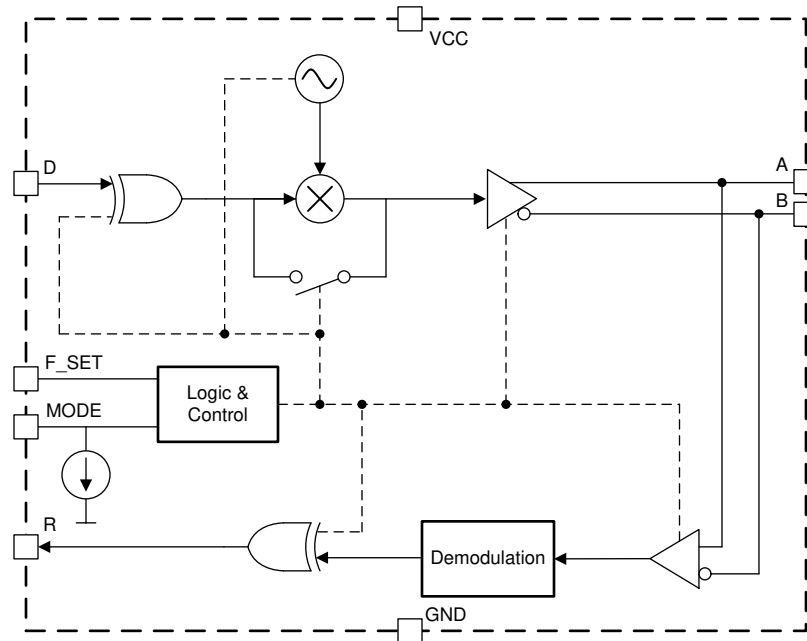 VCC
D
A
B
F_SET
Logic &
Control
MODE
R
Demodulation
GND